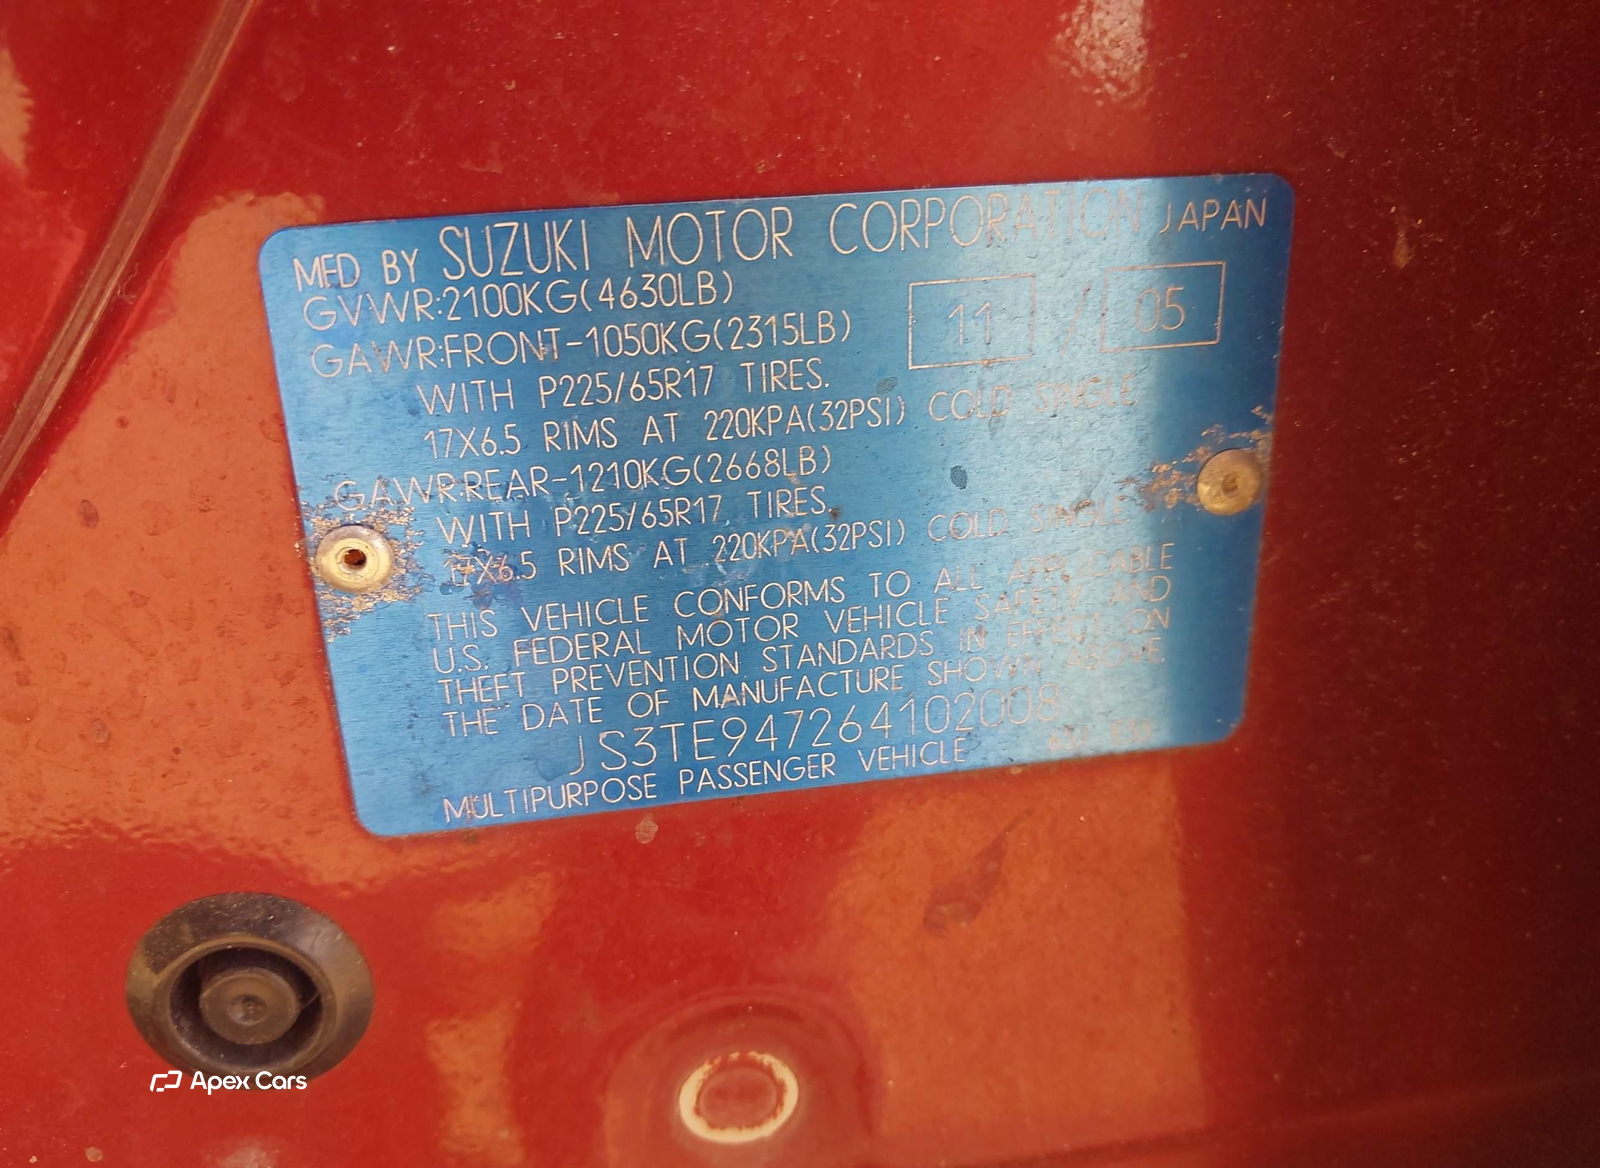 MFD BY SUZUKI MOTOR CORPORATION JAPAN
GVWR:2100KG(4630LB)
11 / 05
GAWR:FRONT-1050KG(2315LB)
WITH P225/65R17 TIRES.
17X6.5 RIMS AT 220KPA(32PSI) COLD SINGLE
GAWR:REAR-1210KG(2668LB)
WITH P225/65R17 TIRES.
17X6.5 RIMS AT 220KPA(32PSI) COLD SINGLE
THIS VEHICLE CONFORMS TO ALL APPLICABLE
U.S. FEDERAL MOTOR VEHICLE SAFETY AND
THEFT PREVENTION STANDARDS IN EFFECT ON
THE DATE OF MANUFACTURE SHOWN ABOVE.
JS3TE947264102008
MULTIPURPOSE PASSENGER VEHICLE
Apex Cars